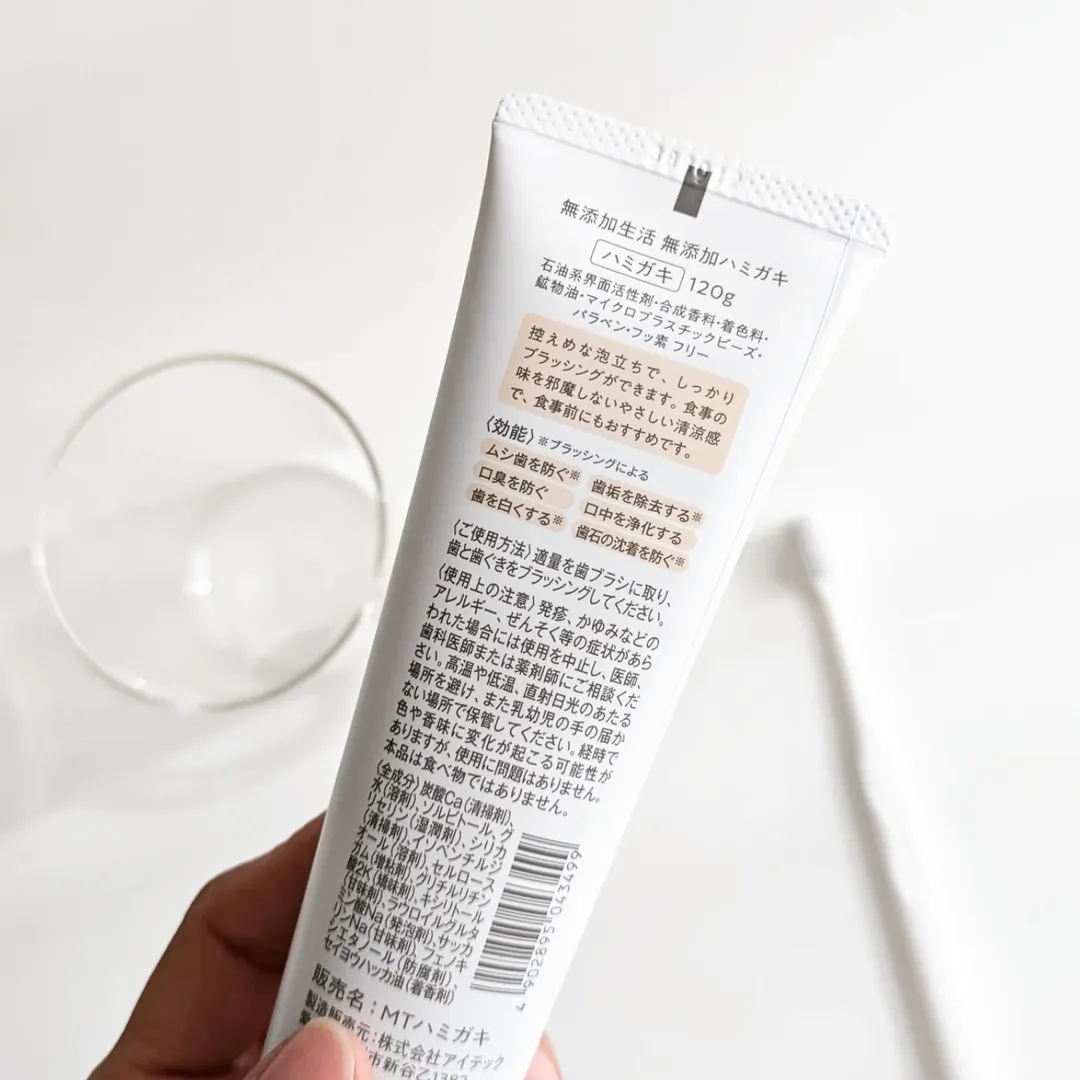 無添加生活 無添加ハミガキ
ハミガキ 120g
石油系界面活性剤・合成香料・着色料・
鉱物油・マイクロプラスチックビーズ・
パラベン・フッ素 フリー
控えめな泡立ちで、しっかり
ブラッシングができます。食事の
味を邪魔しないやさしい清涼感
で、食事前にもおすすめです。
〈効能〉※ブラッシングによる
ムシ歯を防ぐ※ 歯垢を除去する※
口臭を防ぐ 口中を浄化する
歯を白くする※ 歯石の沈着を防ぐ※
〈ご使用方法〉適量を歯ブラシに取り、
歯と歯ぐきをブラッシングしてください。
〈使用上の注意〉発疹、かゆみなどの
アレルギー、ぜんそく等の症状があら
われた場合には使用を中止し、医師、
歯科医師または薬剤師にご相談くだ
さい。高温や低温、直射日光のあたる
場所を避け、また乳幼児の手の届か
ない場所で保管してください。経時で
色や香味に変化が起こる可能性が
ありますが、使用に問題はありません。
本品は食べ物ではありません。
〈全成分〉炭酸Ca(清掃剤)、
水(溶剤)、ソルビトール、グ
リセリン(湿潤剤)、シリカ
(清掃剤)、イソペンチルジ
オール(溶剤)、セルロース
ガム(増粘剤)、グリチルリチン
酸2K(矯味剤)、キシリトール
(甘味剤)、ラウロイルグルタ
ミン酸Na(発泡剤)、サッカ
リンNa(甘味剤)、フェノキ
シエタノール(防腐剤)、
セイヨウハッカ油(着香剤)
4 902895 043499
販売名：MTハミガキ
製造販売元：株式会社アイテック
市新谷乙1382